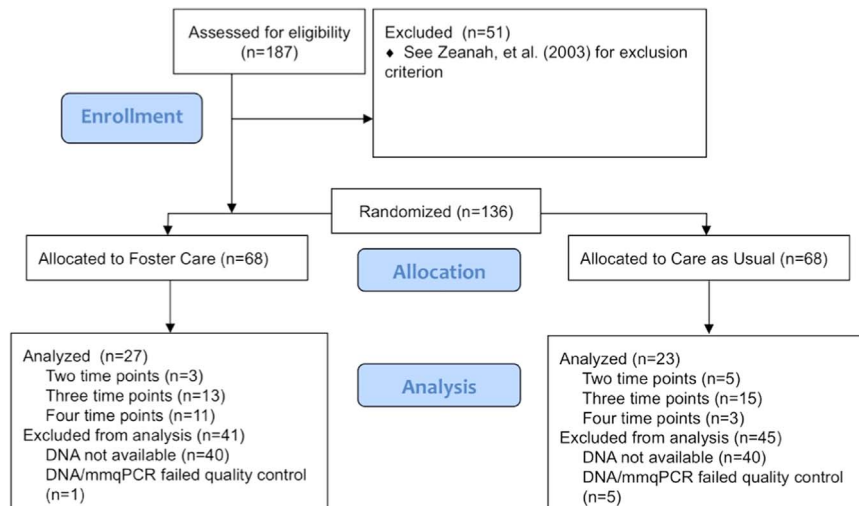 Assessed for eligibility
(n=187)
Excluded (n=51)
♦ See Zeanah, et al. (2003) for exclusion
criterion
Enrollment
Randomized (n=136)
Allocated to Foster Care (n=68)
Allocation
Allocated to Care as Usual (n=68)
Analyzed (n=27)
Two time points (n=3)
Three time points (n=13)
Four time points (n=11)
Excluded from analysis (n=41)
DNA not available (n=40)
DNA/mmqPCR failed quality control
(n=1)
Analysis
Analyzed (n=23)
Two time points (n=5)
Three time points (n=15)
Four time points (n=3)
Excluded from analysis (n=45)
DNA not available (n=40)
DNA/mmqPCR failed quality control
(n=5)